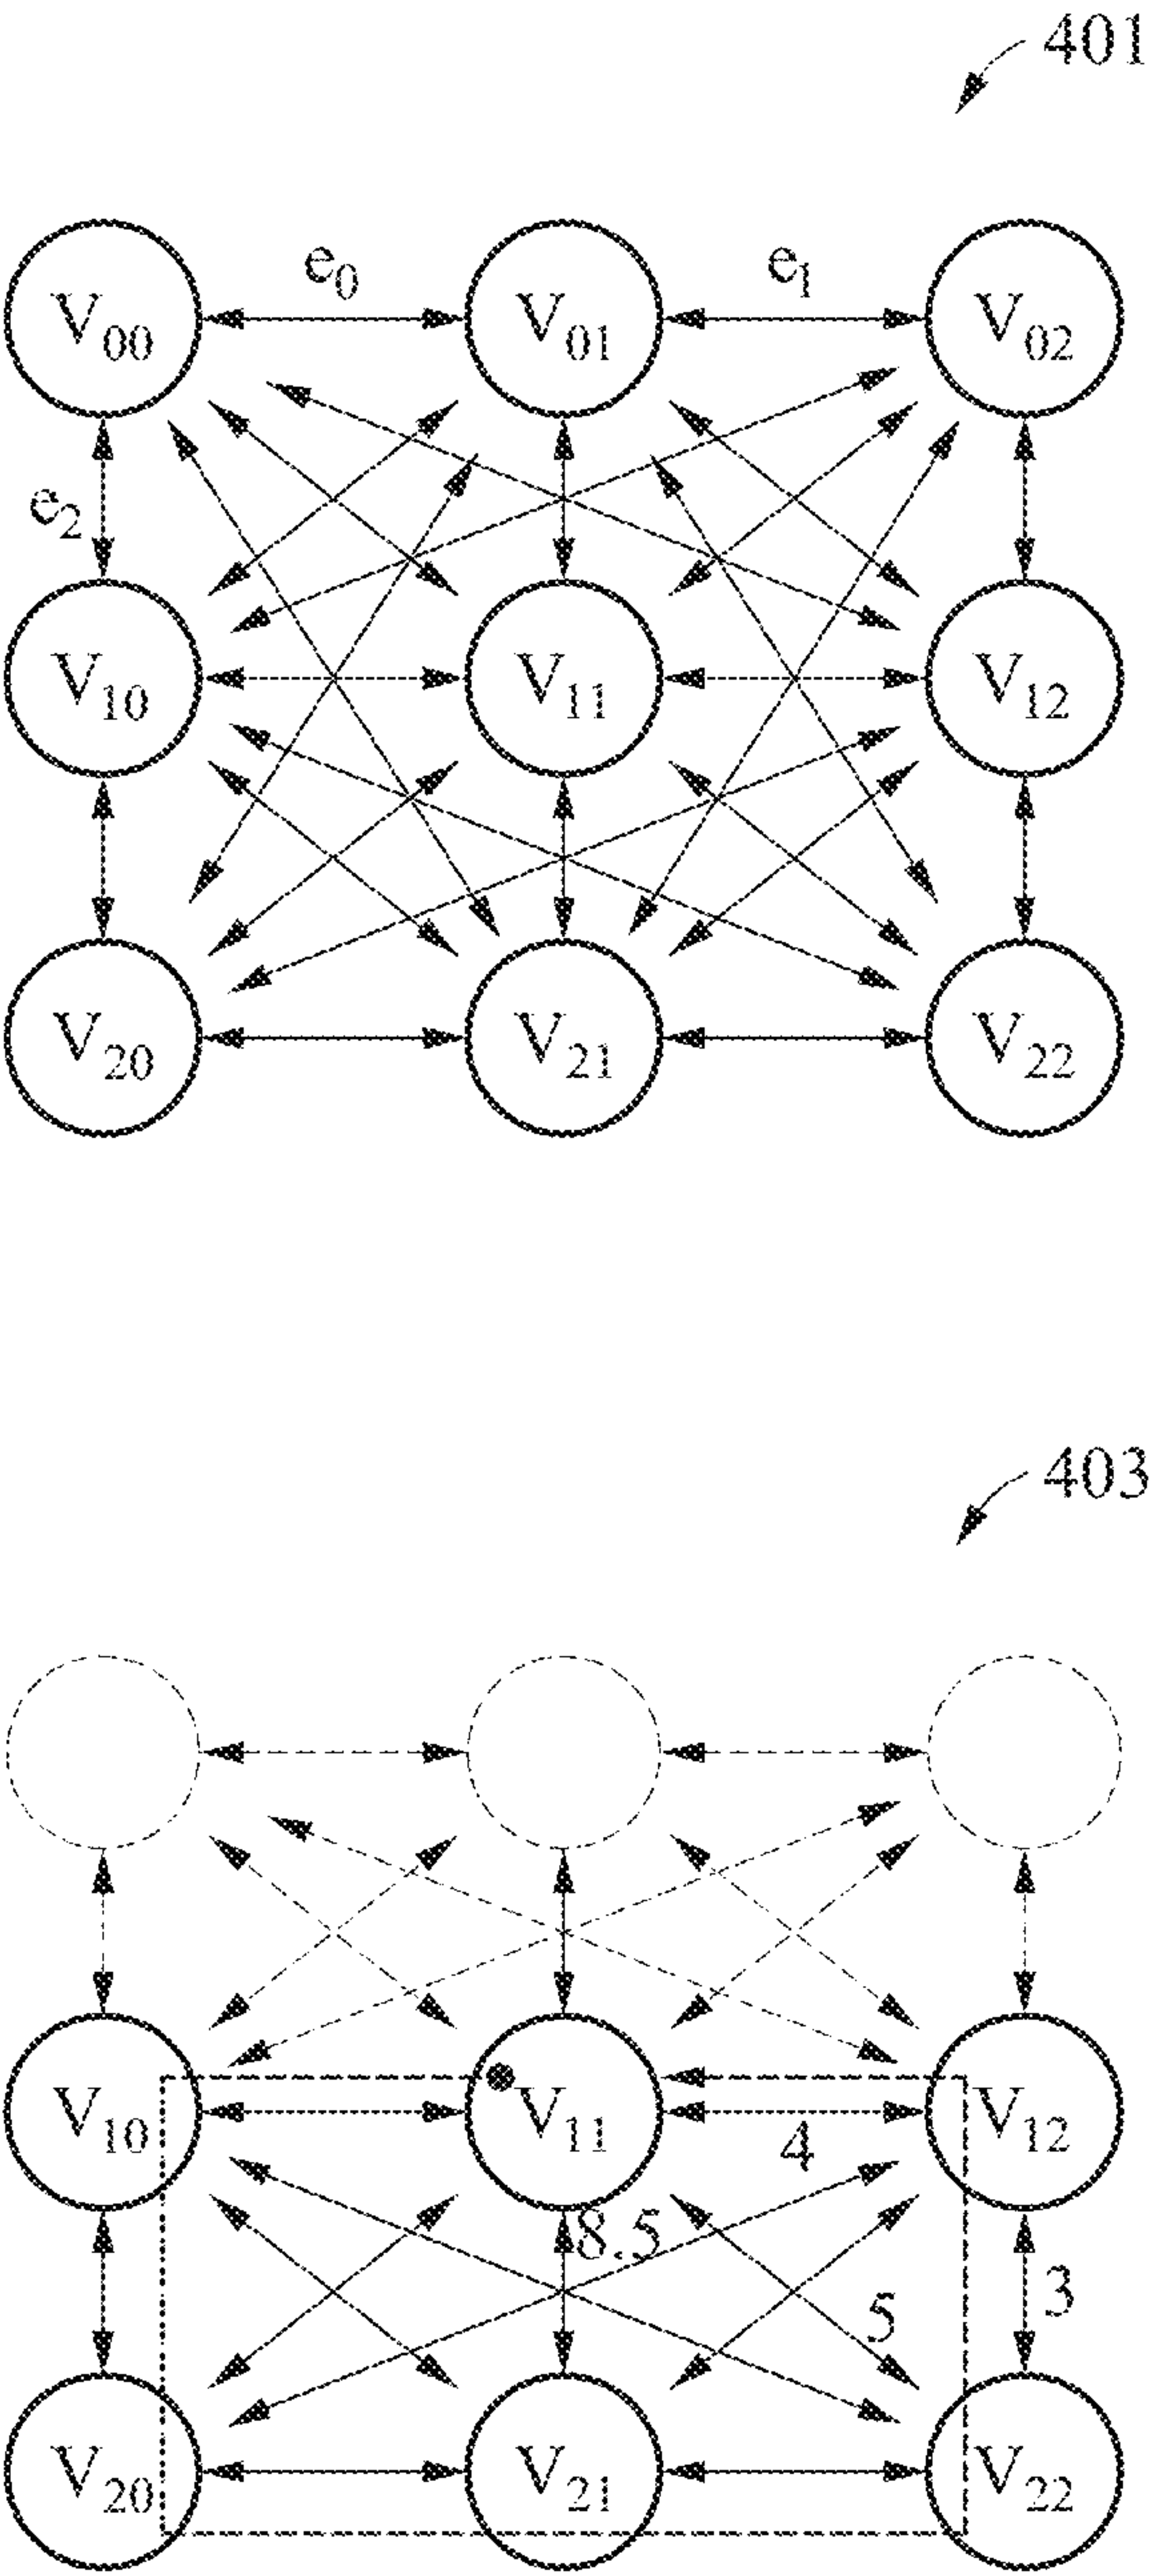 401
e₀ e₁
V₀₀ V₀₁ V₀₂
e₂
V₁₀ V₁₁ V₁₂
V₂₀ V₂₁ V₂₂
403
V₁₀ V₁₁ V₁₂
4
8.5
3
5
V₂₀ V₂₁ V₂₂